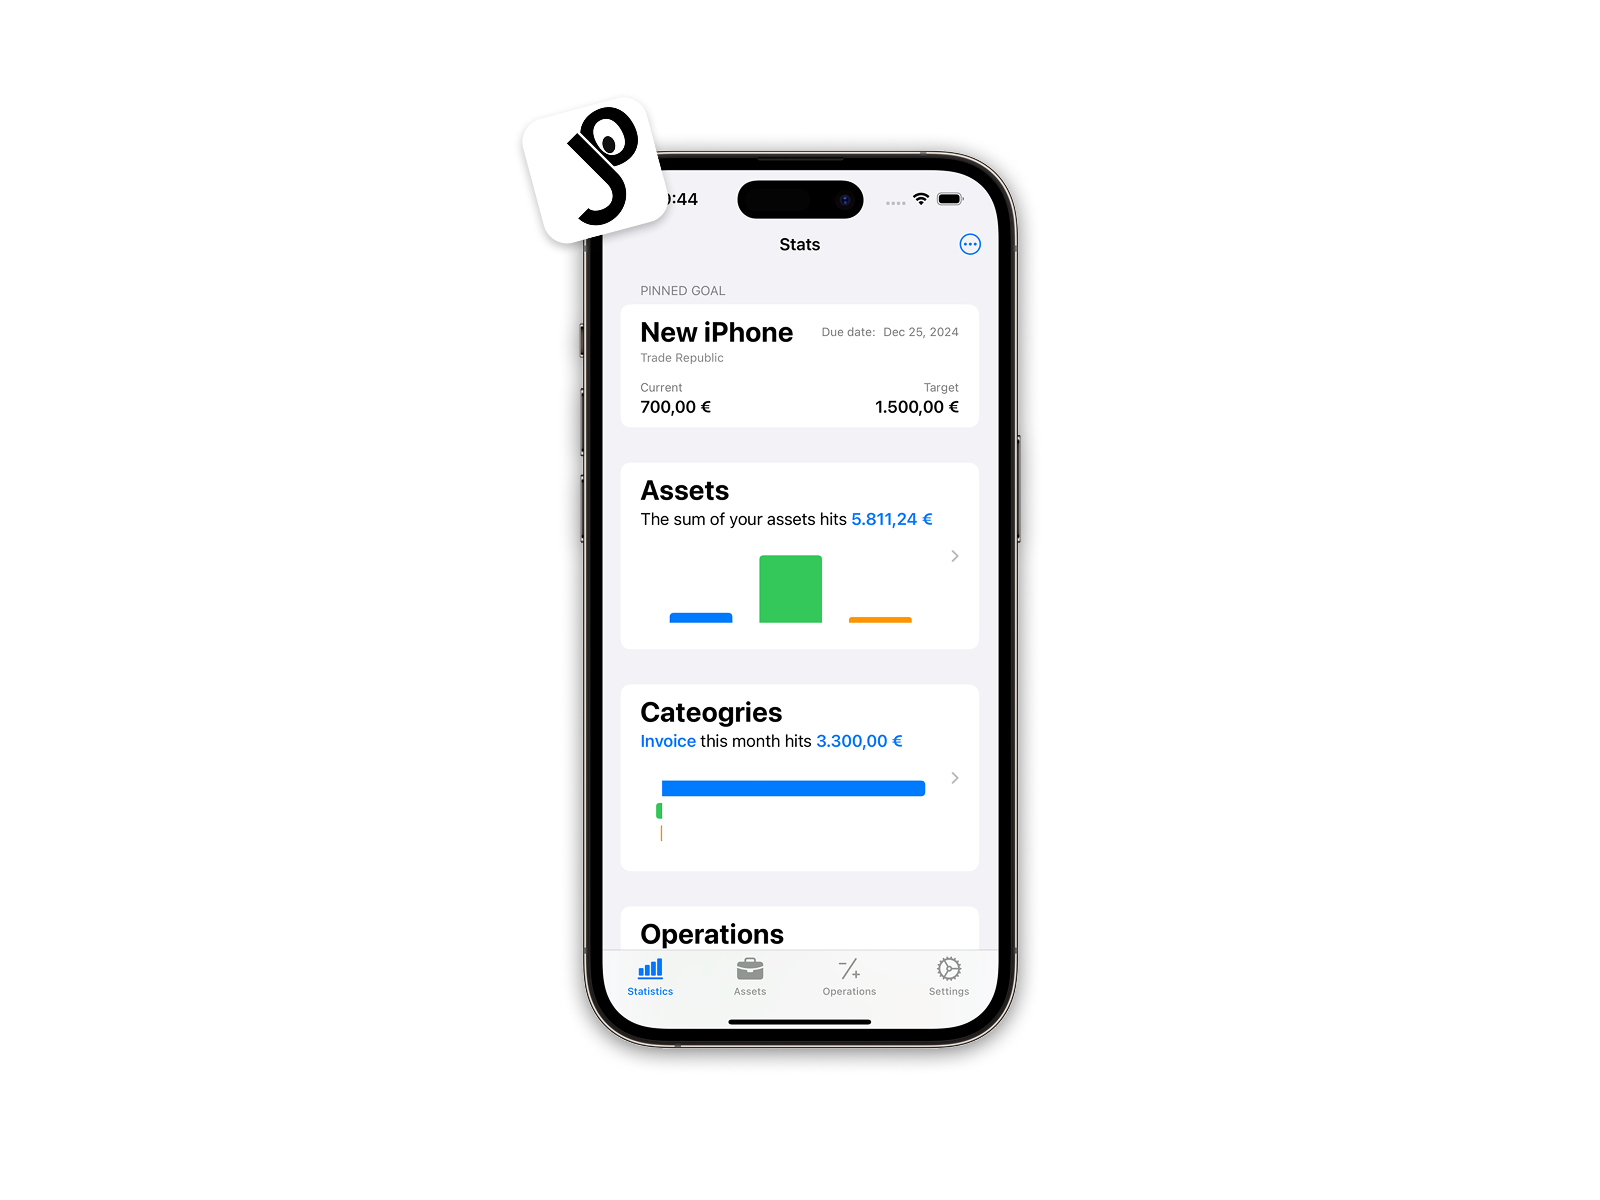 :44
Stats
PINNED GOAL
New iPhone
Due date: Dec 25, 2024
Trade Republic
Current
Target
700,00 €
1.500,00 €
Assets
The sum of your assets hits 5.811,24 €
Cateogries
Invoice this month hits 3.300,00 €
Operations
Statistics
Assets
Operations
Settings